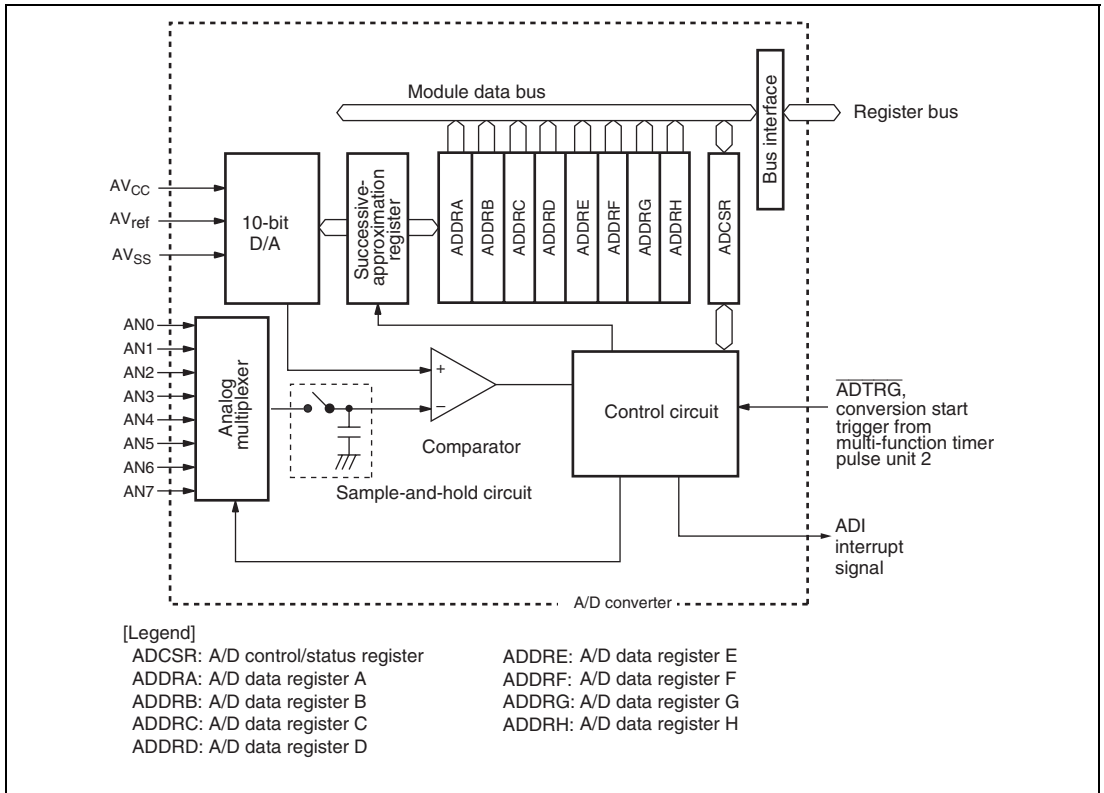 Module data bus
Bus interface
Register bus
AVCC
AVref
AVSS
10-bit
D/A
Successive-
approximation
register
ADDRA
ADDRB
ADDRC
ADDRD
ADDRE
ADDRF
ADDRG
ADDRH
ADCSR
AN0
AN1
AN2
AN3
AN4
AN5
AN6
AN7
Analog
multiplexer
+
−
Comparator
Sample-and-hold circuit
Control circuit
ADTRG,
conversion start
trigger from
multi-function timer
pulse unit 2
ADI
interrupt
signal
A/D converter
[Legend]
ADCSR: A/D control/status register
ADDRA: A/D data register A
ADDRB: A/D data register B
ADDRC: A/D data register C
ADDRD: A/D data register D
ADDRE: A/D data register E
ADDRF: A/D data register F
ADDRG: A/D data register G
ADDRH: A/D data register H